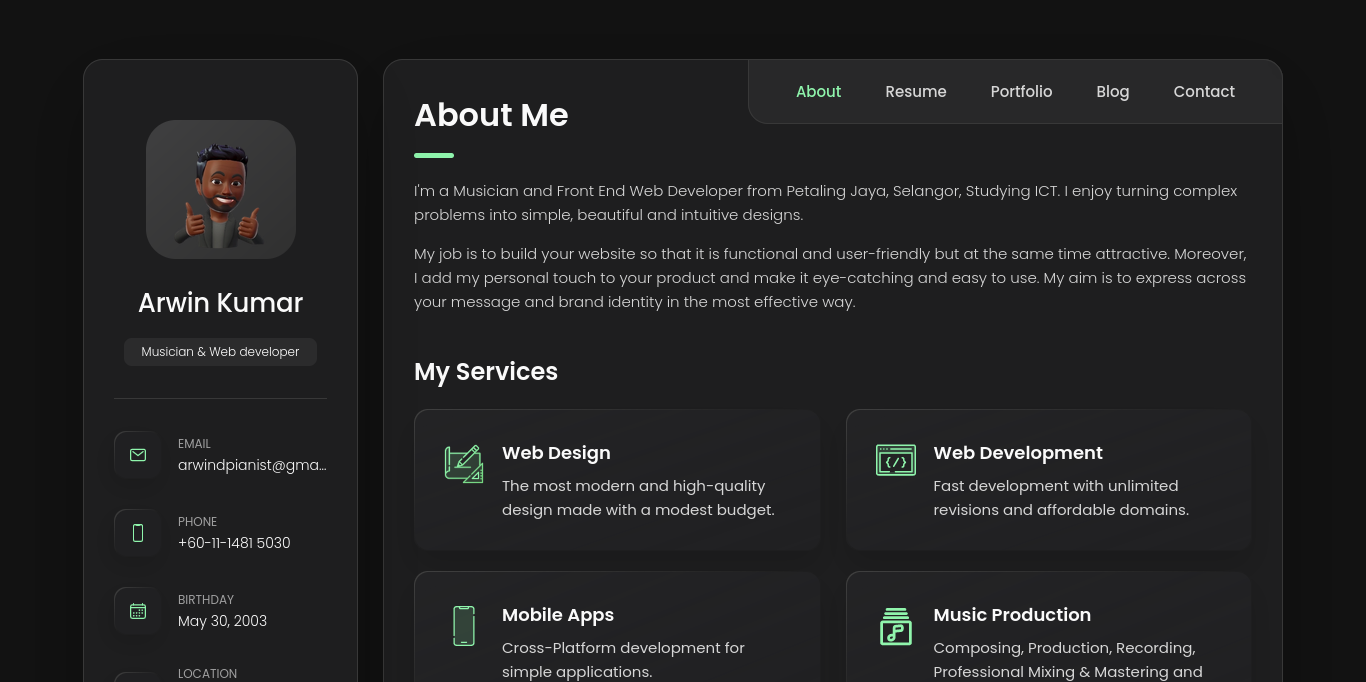 About
Resume
Portfolio
Blog
Contact
Arwin Kumar
Musician & Web developer
EMAIL
arwindpianist@gma...
PHONE
+60-11-1481 5030
BIRTHDAY
May 30, 2003
LOCATION
About Me
I'm a Musician and Front End Web Developer from Petaling Jaya, Selangor, Studying ICT. I enjoy turning complex
problems into simple, beautiful and intuitive designs.
My job is to build your website so that it is functional and user-friendly but at the same time attractive. Moreover,
I add my personal touch to your product and make it eye-catching and easy to use. My aim is to express across
your message and brand identity in the most effective way.
My Services
Web Design
The most modern and high-quality
design made with a modest budget.
Web Development
Fast development with unlimited
revisions and affordable domains.
Mobile Apps
Cross-Platform development for
simple applications.
Music Production
Composing, Production, Recording,
Professional Mixing & Mastering and